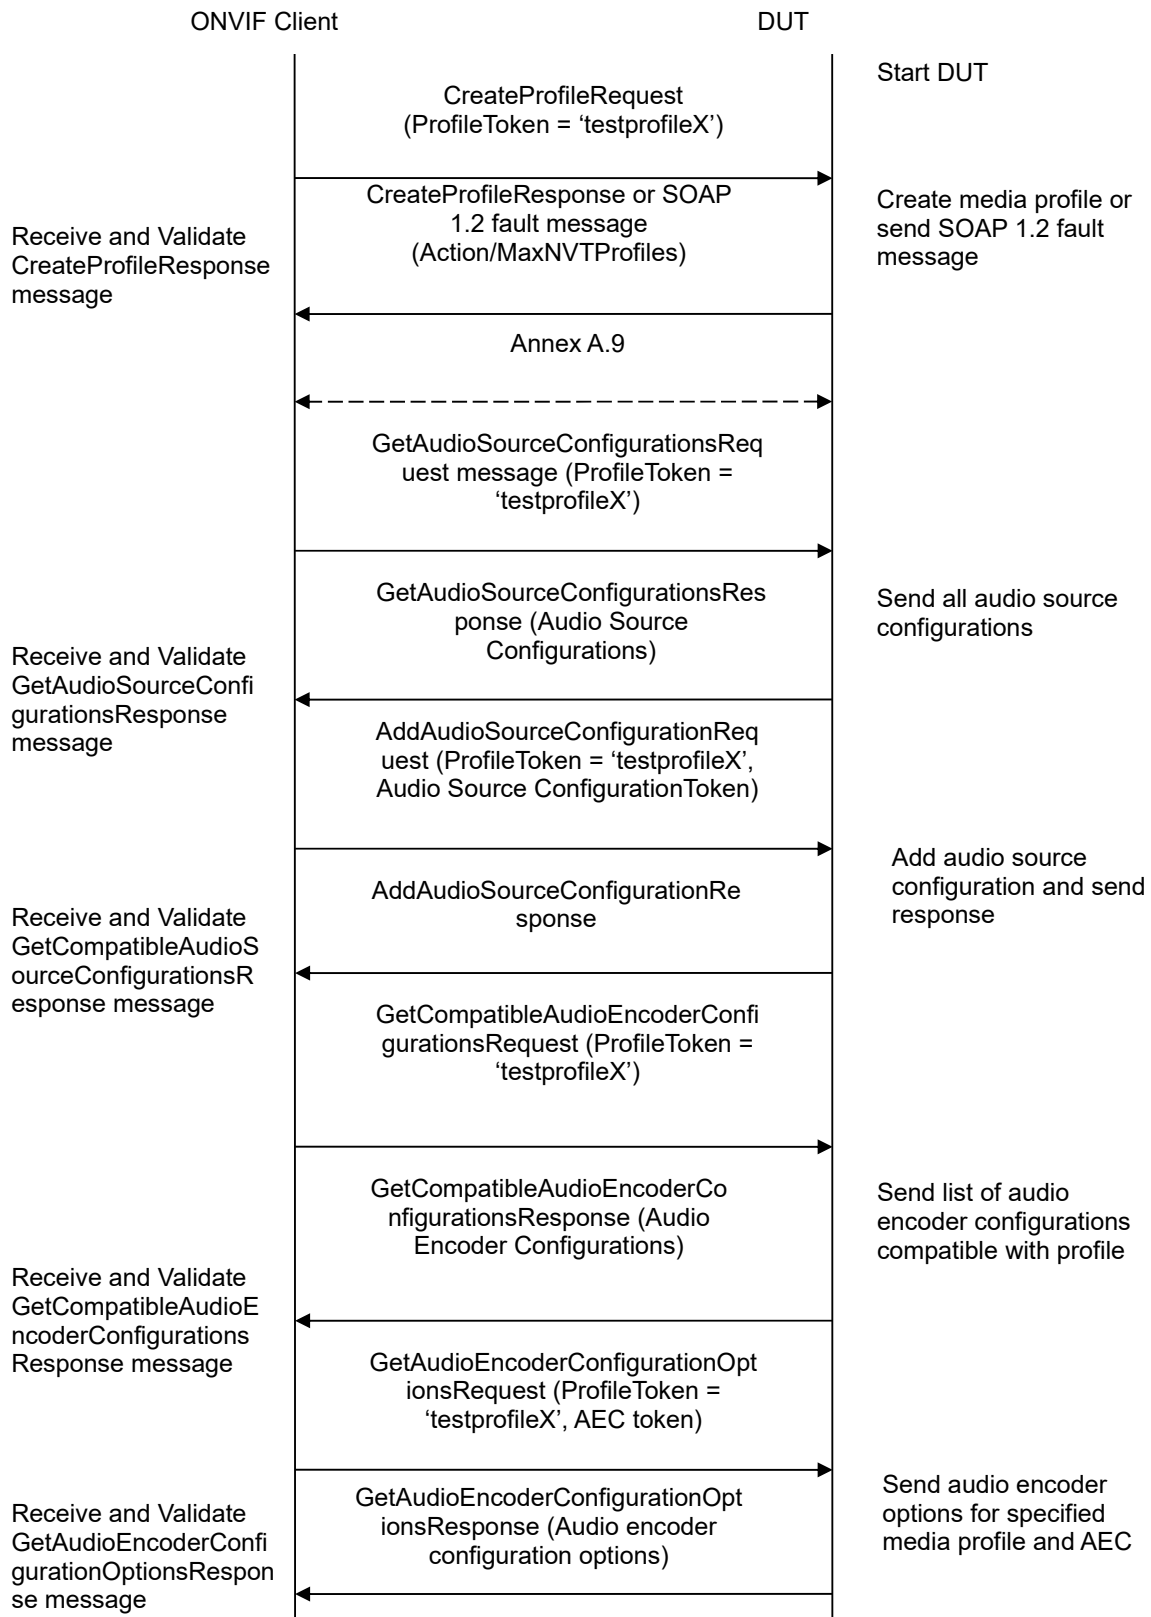 ONVIF Client
DUT
Start DUT
CreateProfileRequest
(ProfileToken = ‘testprofileX’)
CreateProfileResponse or SOAP
1.2 fault message
(Action/MaxNVTProfiles)
Create media profile or
send SOAP 1.2 fault
message
Receive and Validate
CreateProfileResponse
message
Annex A.9
GetAudioSourceConfigurationsReq
uest message (ProfileToken =
‘testprofileX’)
GetAudioSourceConfigurationsRes
ponse (Audio Source
Configurations)
Send all audio source
configurations
Receive and Validate
GetAudioSourceConfi
gurationsResponse
message
AddAudioSourceConfigurationReq
uest (ProfileToken = ‘testprofileX’,
Audio Source ConfigurationToken)
Add audio source
configuration and send
response
AddAudioSourceConfigurationRe
sponse
Receive and Validate
GetCompatibleAudioS
ourceConfigurationsR
esponse message
GetCompatibleAudioEncoderConfi
gurationsRequest (ProfileToken =
‘testprofileX’)
GetCompatibleAudioEncoderCo
nfigurationsResponse (Audio
Encoder Configurations)
Send list of audio
encoder configurations
compatible with profile
Receive and Validate
GetCompatibleAudioE
ncoderConfigurations
Response message
GetAudioEncoderConfigurationOpt
ionsRequest (ProfileToken =
‘testprofileX’, AEC token)
GetAudioEncoderConfigurationOpt
ionsResponse (Audio encoder
configuration options)
Send audio encoder
options for specified
media profile and AEC
Receive and Validate
GetAudioEncoderConfi
gurationOptionsRespon
se message